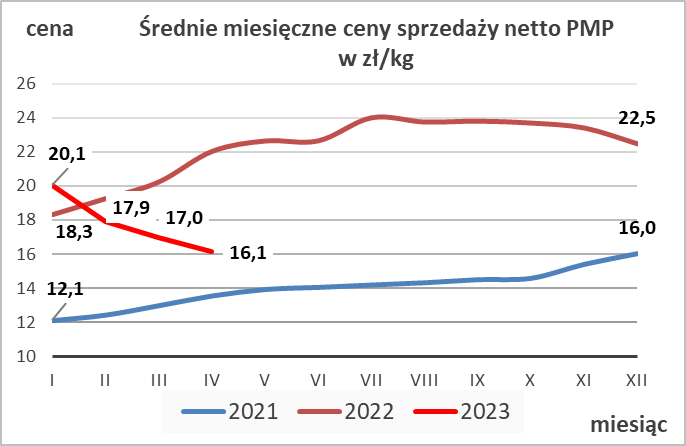 cena
Średnie miesięczne ceny sprzedaży netto PMP
w zł/kg
26
24
22
20
18
16
14
12
10
20,1
18,3
17,9
17,0
16,1
12,1
22,5
16,0
I II III IV V VI VII VIII IX X XI XII
2021 2022 2023
miesiąc